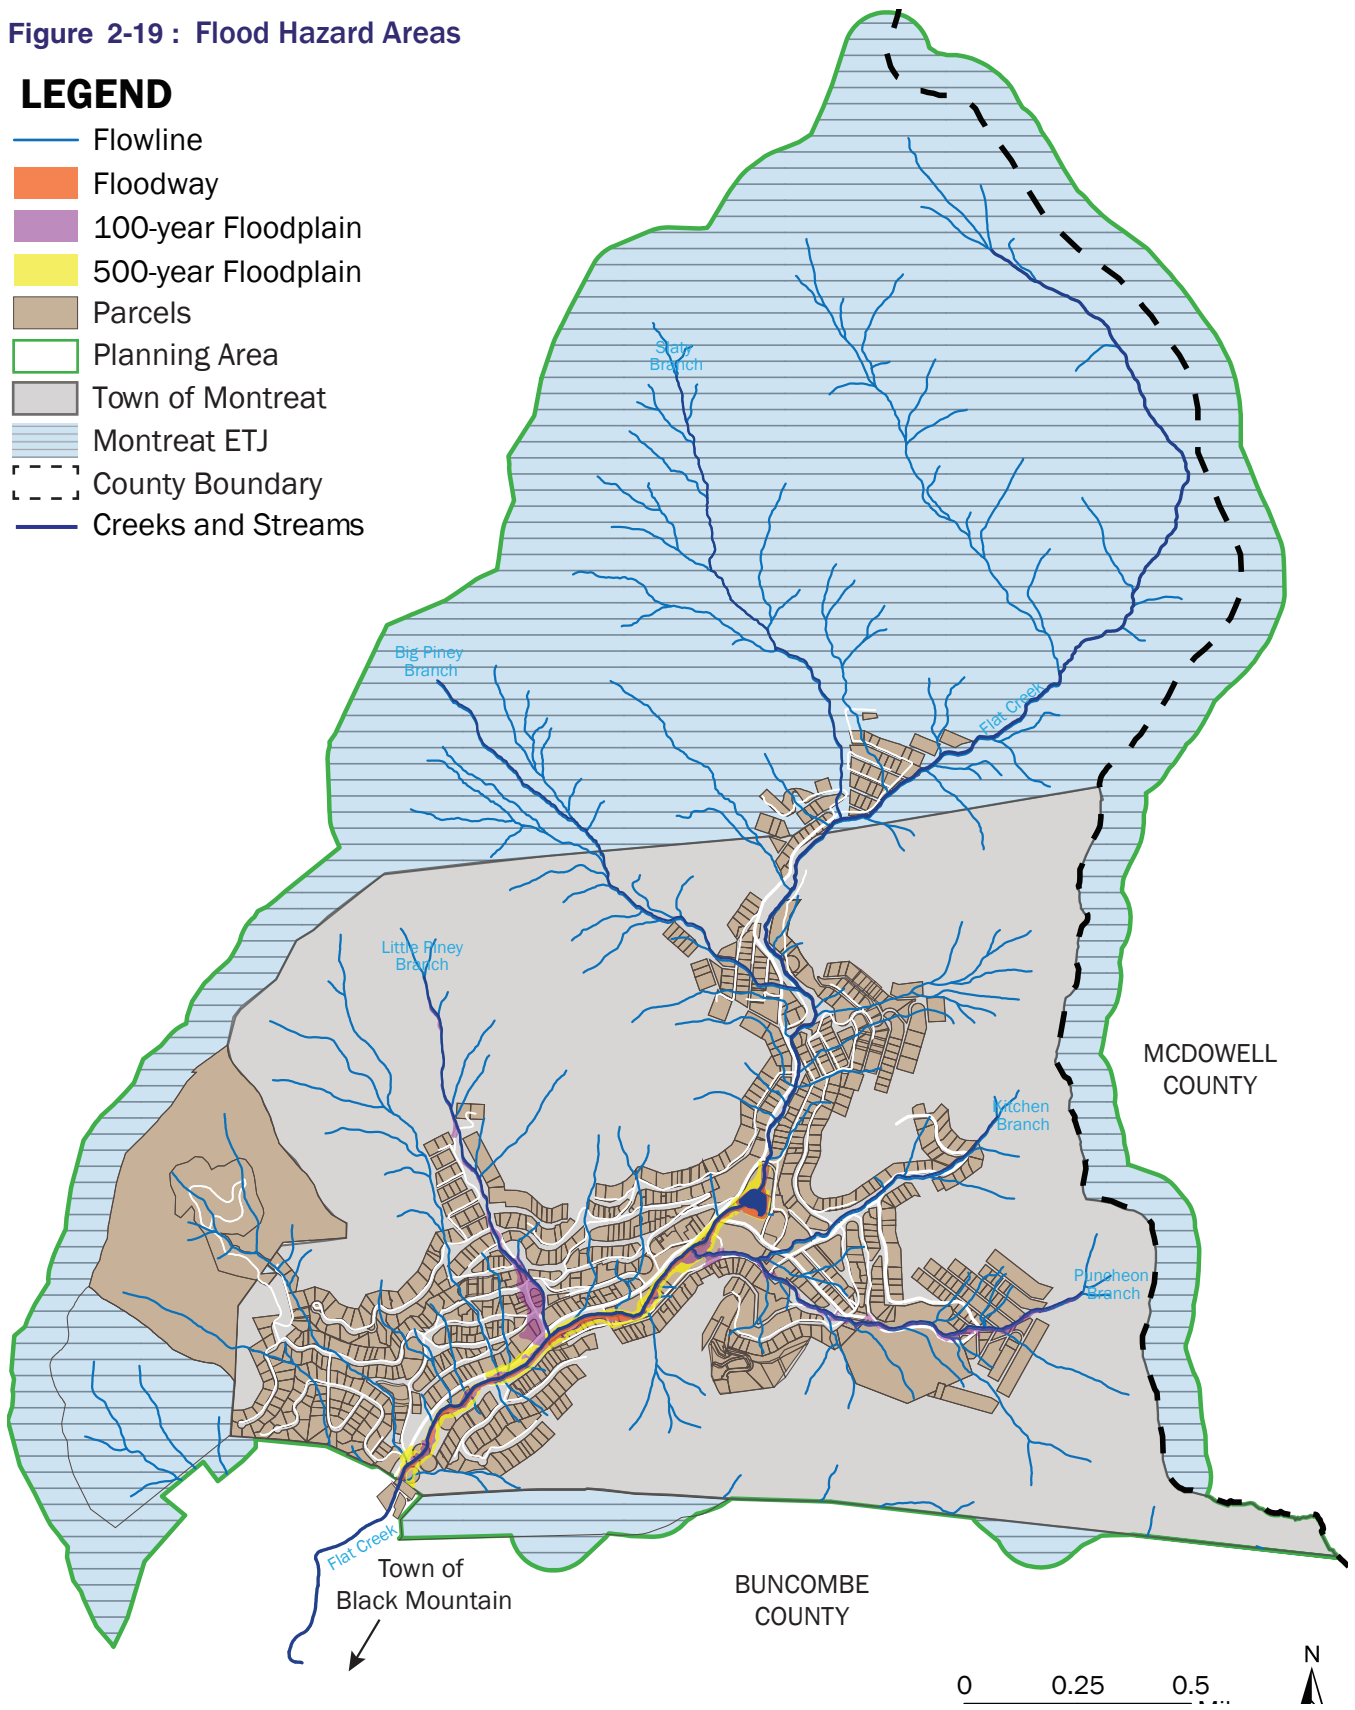 Figure 2-19 : Flood Hazard Areas
LEGEND
Flowline
Floodway
100-year Floodplain
500-year Floodplain
Parcels
Planning Area
Town of Montreat
Montreat ETJ
County Boundary
Creeks and Streams
Slaty
Branch
Big Piney
Branch
Flat Creek
Little Piney
Branch
MCDOWELL
COUNTY
Kitchen
Branch
Puncheon
Branch
Flat Creek
Town of
Black Mountain
BUNCOMBE
COUNTY
N
0 0.25 0.5